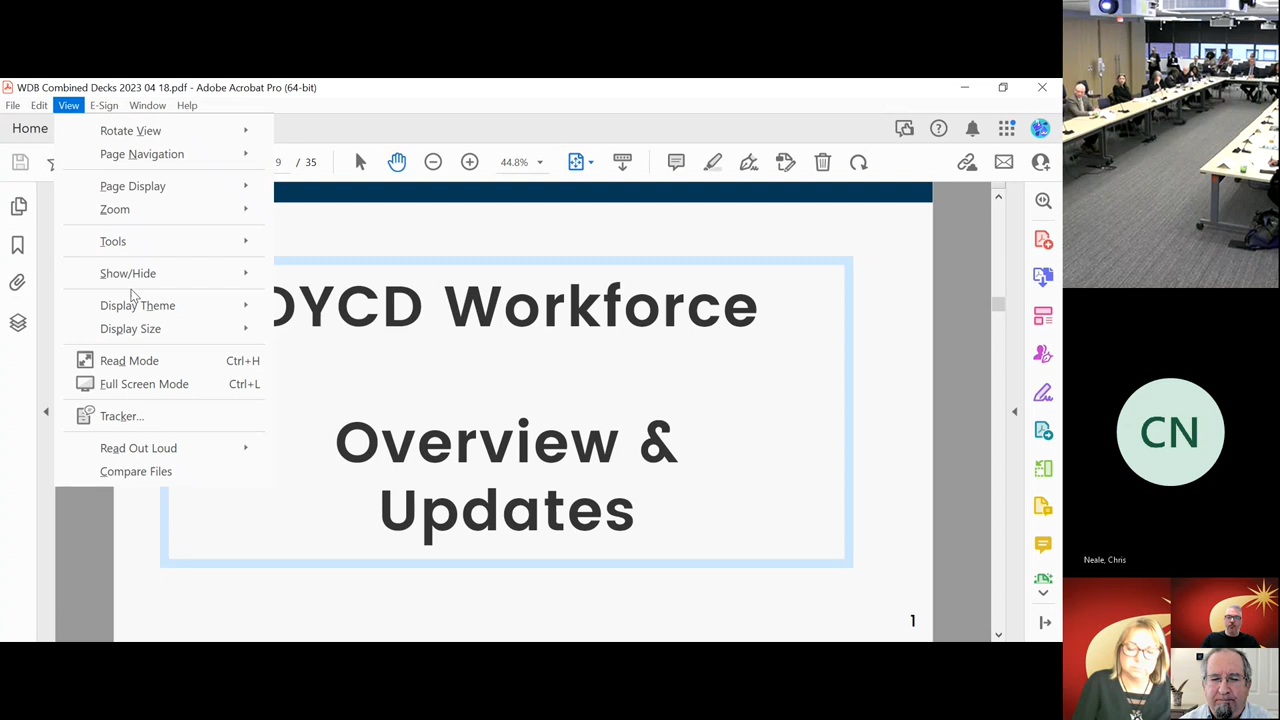 WDB Combined Decks 2023 04 18.pdf - Adobe Acrobat Pro (64-bit)
File Edit View E-Sign Window Help
Home
Rotate View
Page Navigation
Page Display
Zoom
Tools
Show/Hide
Display Theme
Display Size
Read Mode Ctrl+H
Full Screen Mode Ctrl+L
Tracker...
Read Out Loud
Compare Files
9 / 35
44.8%
DYCD Workforce
Overview &
Updates
1
CN
Neale, Chris